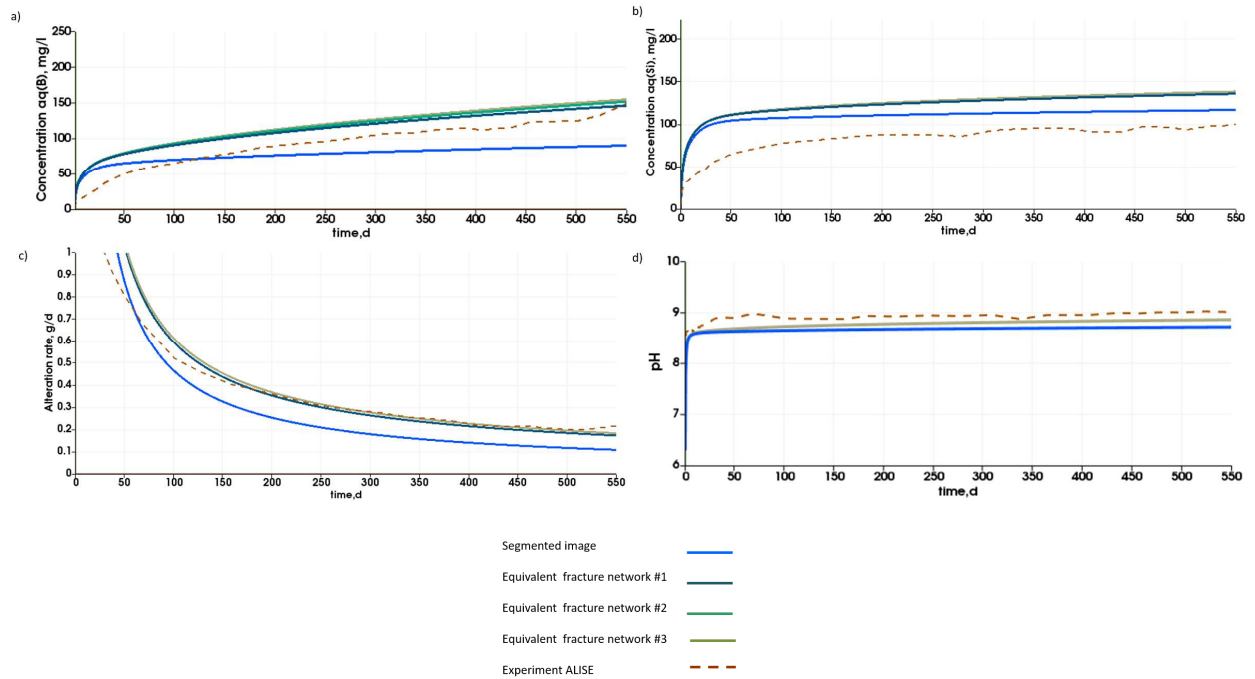 a)
Concentration aq(B), mg/l
250
200
150
100
50
0
50 100 150 200 250 300 350 400 450 500 550
time,d
b)
Concentration aq(Si), mg/l
200
150
100
50
0
0 50 100 150 200 250 300 350 400 450 500 550
time,d
c)
Alteration rate, g/d
1
0.9
0.8
0.7
0.6
0.5
0.4
0.3
0.2
0.1
0
0 50 100 150 200 250 300 350 400 450 500 550
time,d
d)
pH
10
9
8
7
6
0 50 100 150 200 250 300 350 400 450 500 550
time,d
Segmented image
Equivalent fracture network #1
Equivalent fracture network #2
Equivalent fracture network #3
Experiment ALISE